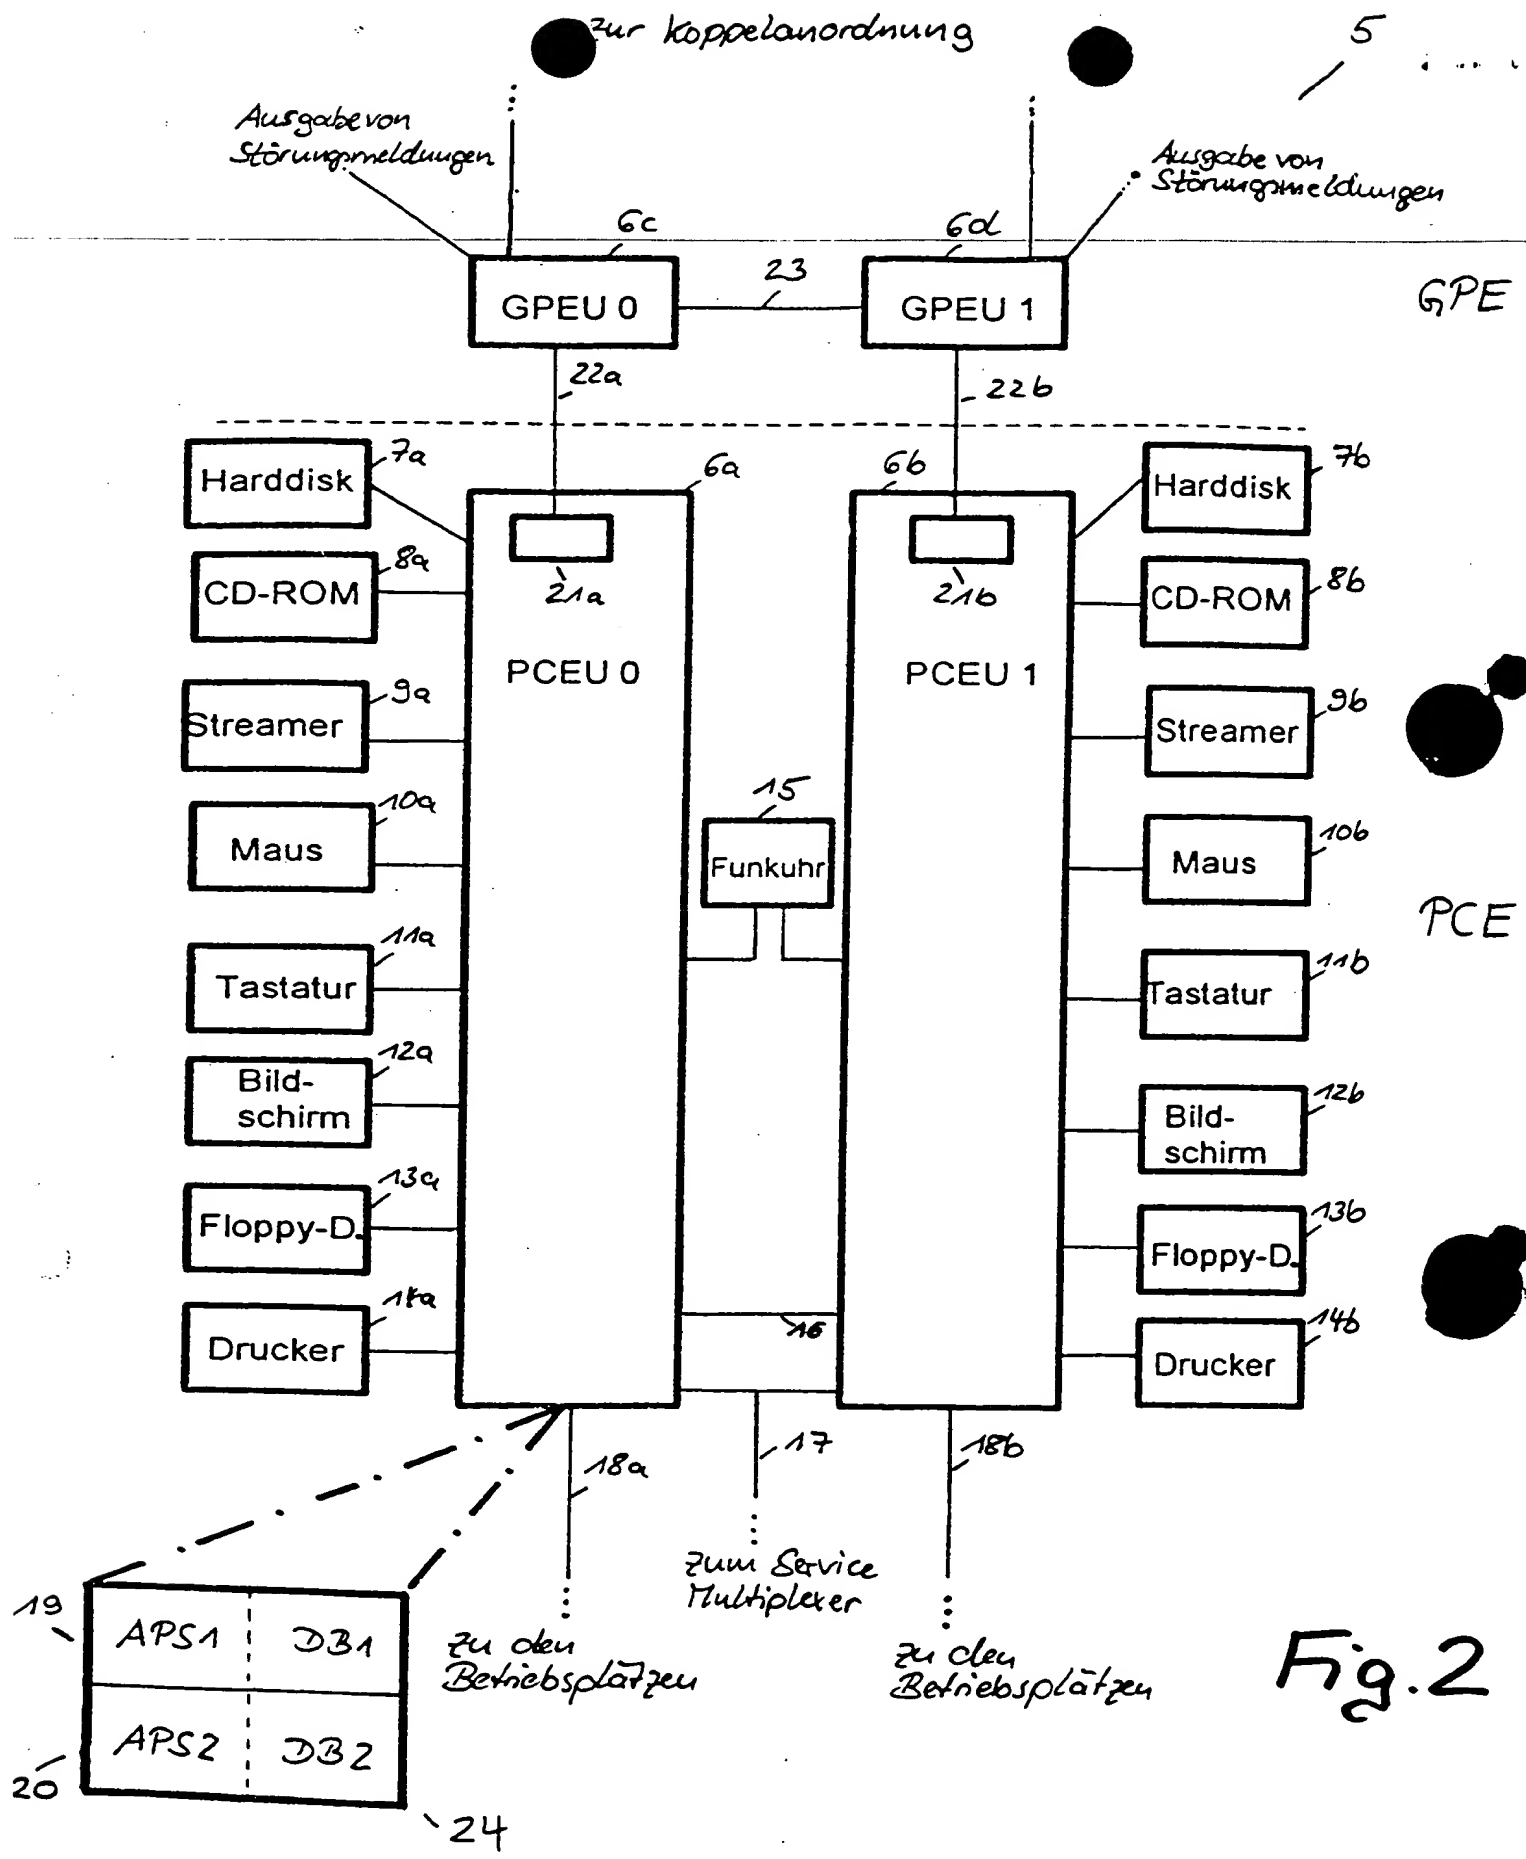 zur Koppelanordnung
5
Ausgabe von
Störungsmeldungen
Ausgabe von
Störungsmeldungen
6c
6d
GPEU 0
23
GPEU 1
GPE
22a
22b
Harddisk
7a
6a
6b
Harddisk
7b
CD-ROM
8a
21a
21b
CD-ROM
8b
PCEU 0
PCEU 1
Streamer
9a
Streamer
9b
Maus
10a
15
Funkuhr
Maus
10b
PCE
Tastatur
11a
Tastatur
11b
Bild-
schirm
12a
Bild-
schirm
12b
Floppy-D.
13a
Floppy-D.
13b
Drucker
14a
16
Drucker
14b
18a
17
18b
zum Service
Multiplexer
19
APS1
DB1
zu den
Betriebsplätzen
zu den
Betriebsplätzen
Fig.2
20
APS2
DB2
24